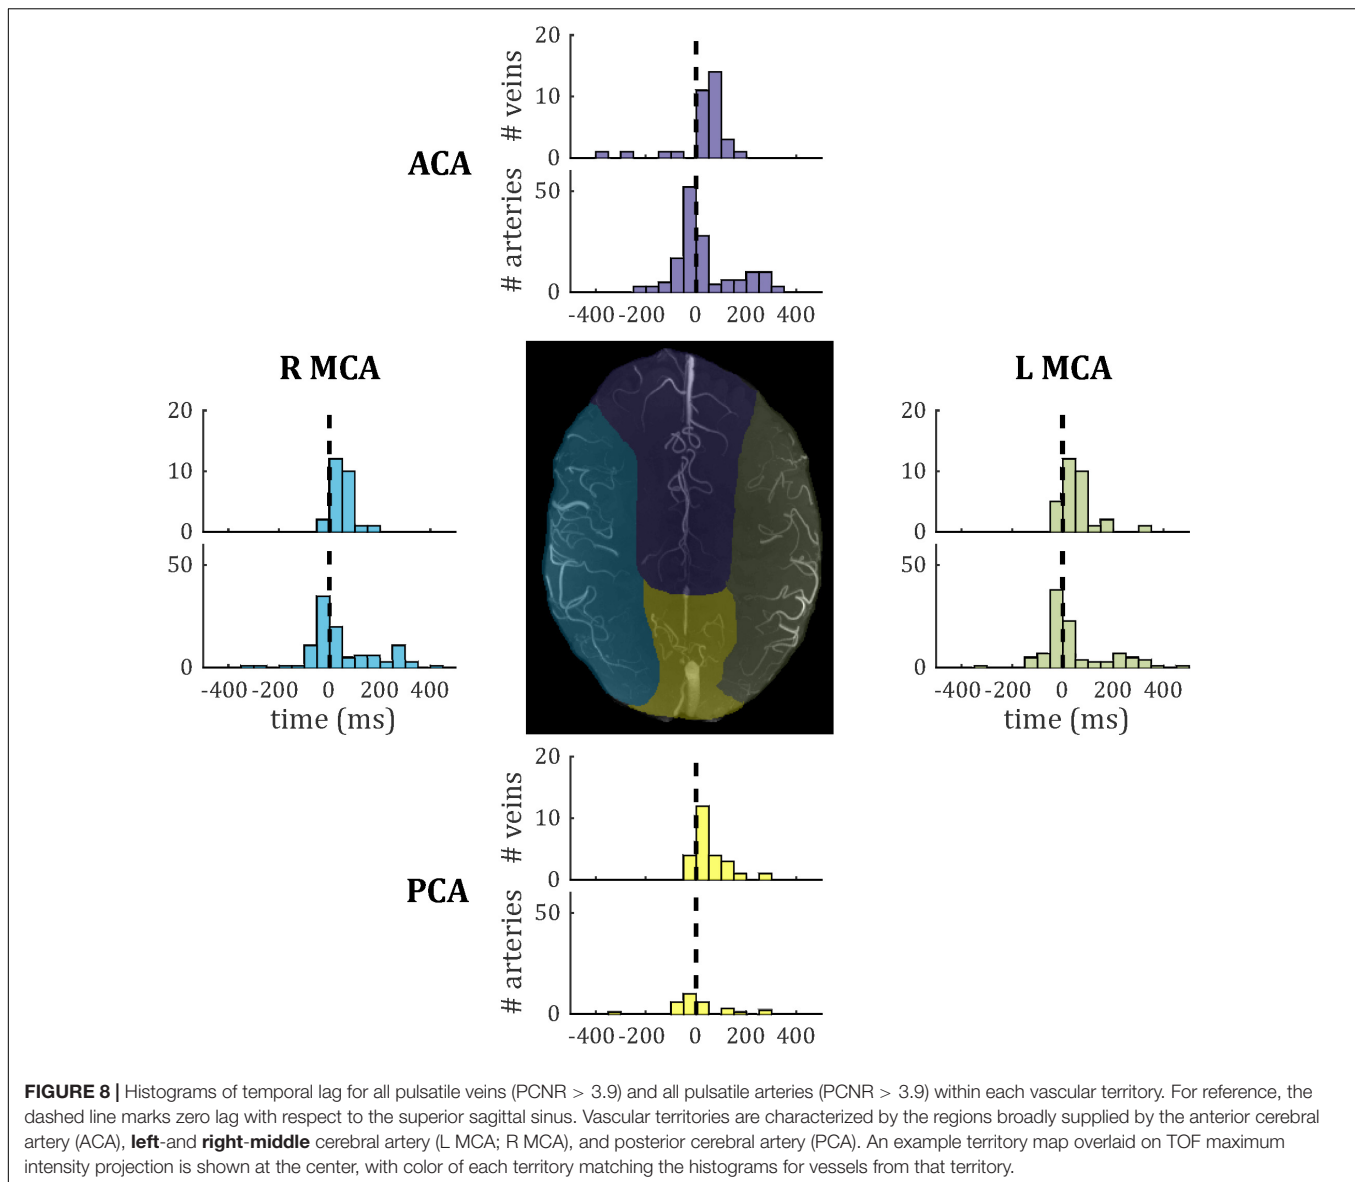 20
10
0
# veins
ACA
50
0
# arteries
-400 -200 0 200 400
R MCA
20
10
0
50
0
-400 -200 0 200 400
time (ms)
L MCA
20
10
0
50
0
-400 -200 0 200 400
time (ms)
20
10
0
# veins
PCA
50
0
# arteries
-400 -200 0 200 400
FIGURE 8 | Histograms of temporal lag for all pulsatile veins (PCNR > 3.9) and all pulsatile arteries (PCNR > 3.9) within each vascular territory. For reference, the
dashed line marks zero lag with respect to the superior sagittal sinus. Vascular territories are characterized by the regions broadly supplied by the anterior cerebral
artery (ACA), left-and right-middle cerebral artery (L MCA; R MCA), and posterior cerebral artery (PCA). An example territory map overlaid on TOF maximum
intensity projection is shown at the center, with color of each territory matching the histograms for vessels from that territory.